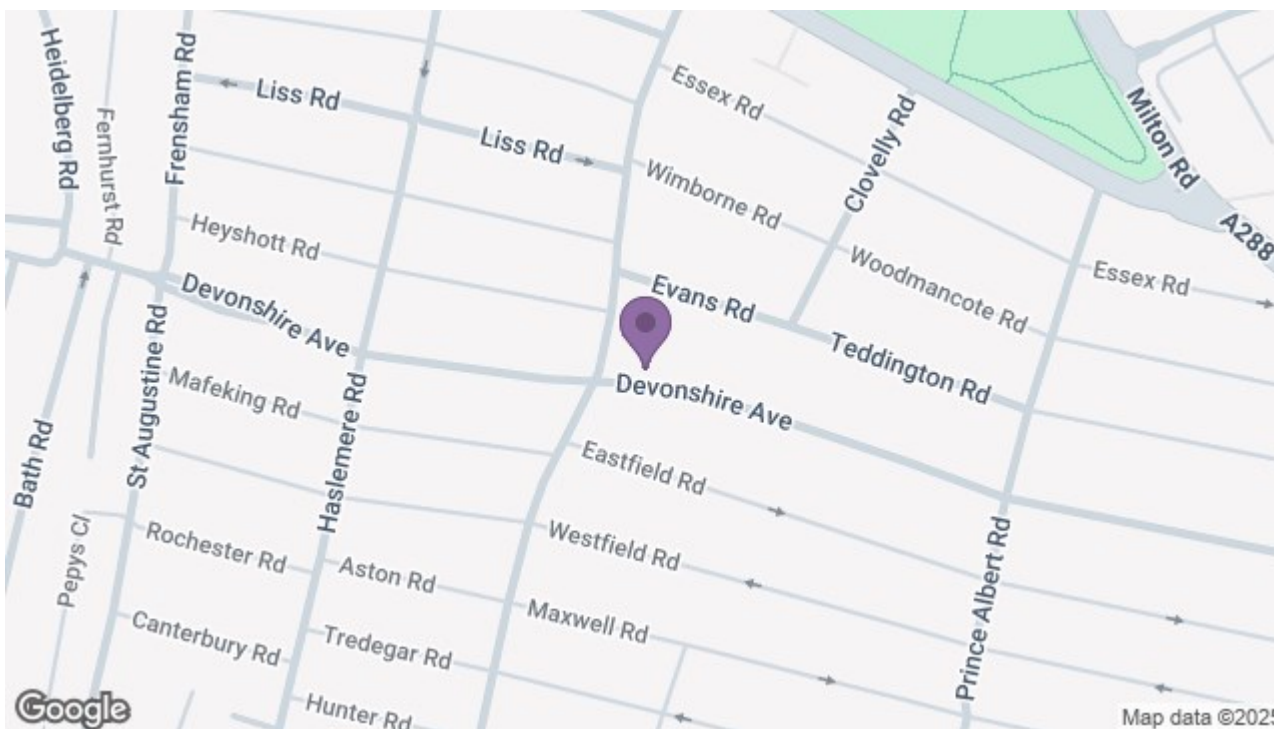 Heidelberg Rd
Fernhurst Rd
Frensham Rd
Liss Rd
Liss Rd
Essex Rd
Clovelly Rd
Milton Rd
A288
Wimborne Rd
Heyshott Rd
Woodmancote Rd
Essex Rd
Devonshire Ave
Evans Rd
Teddington Rd
Devonshire Ave
Mafeking Rd
Bath Rd
St Augustine Rd
Haslemere Rd
Eastfield Rd
Westfield Rd
Prince Albert Rd
Pepys Cl
Rochester Rd
Aston Rd
Maxwell Rd
Canterbury Rd
Tredegar Rd
Hunter Rd
Google
Map data ©2025